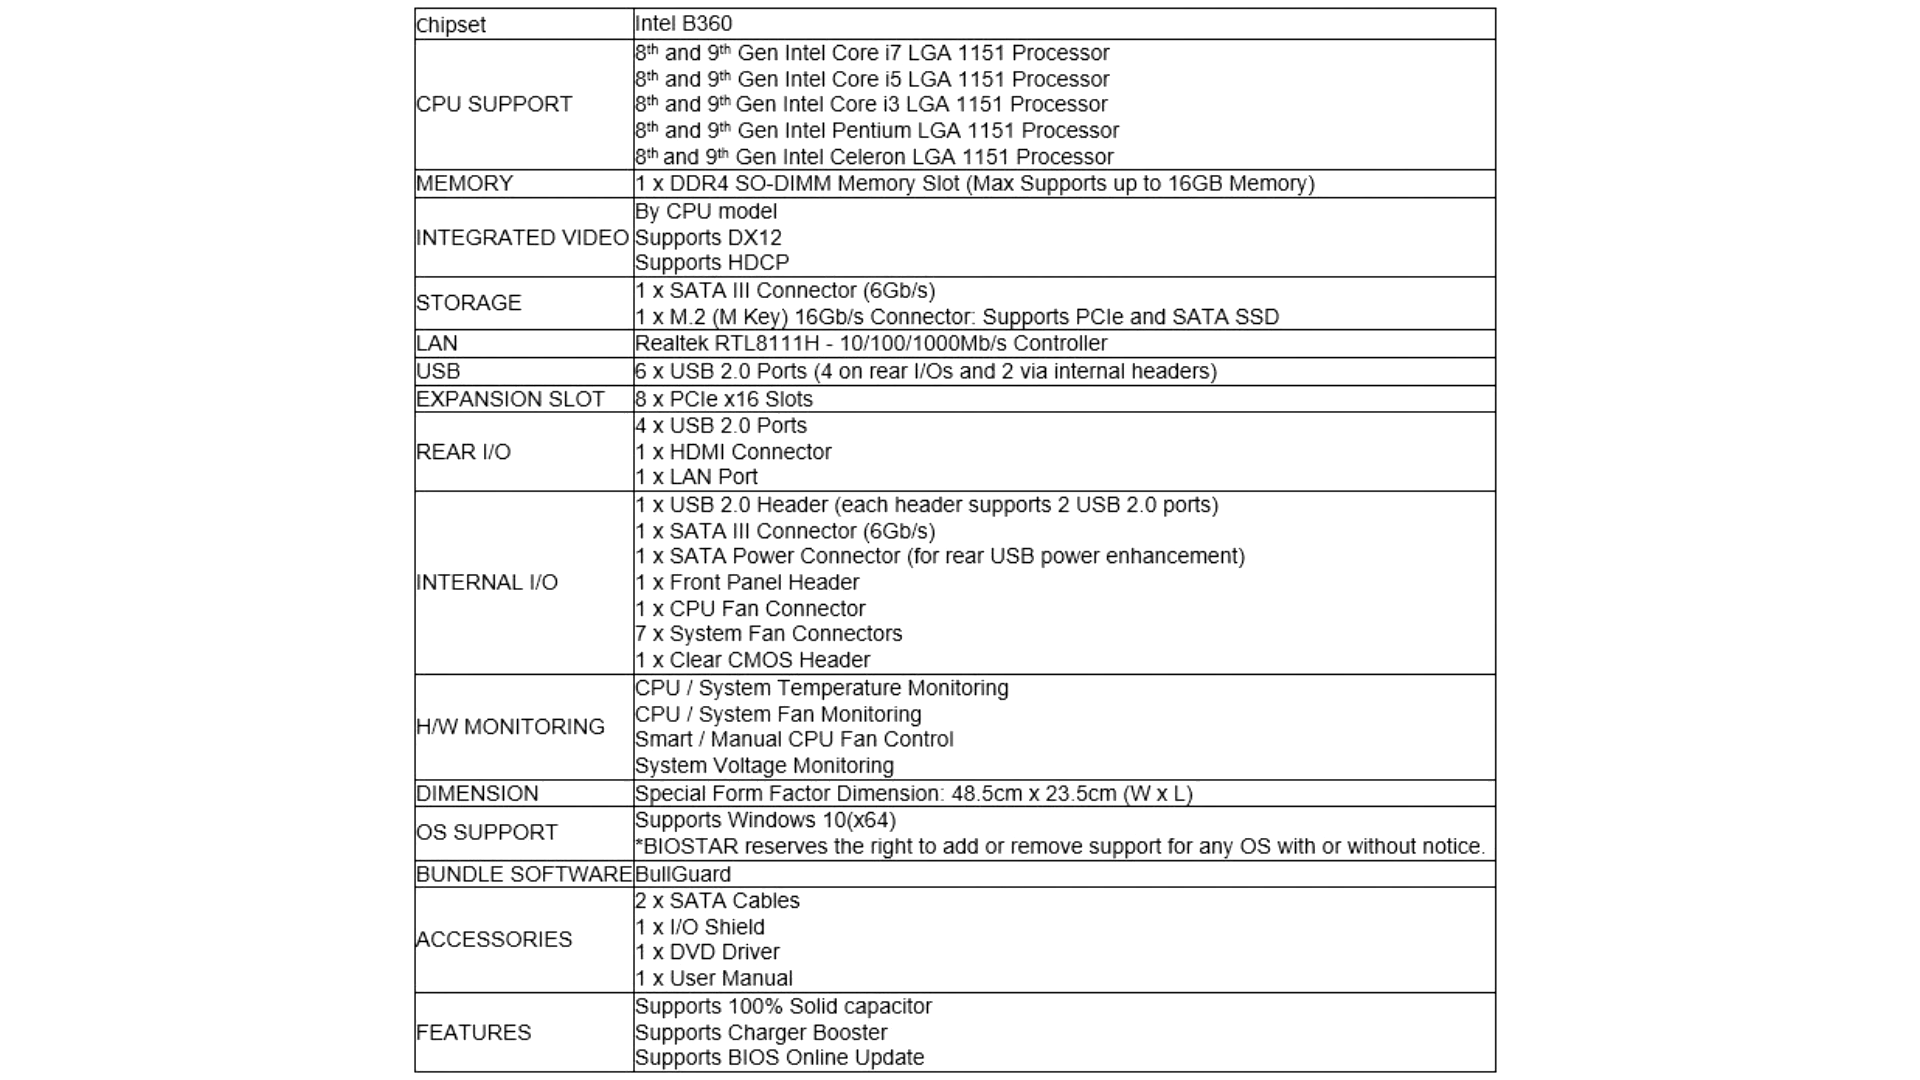 Chipset
Intel B360
CPU SUPPORT
8th and 9th Gen Intel Core i7 LGA 1151 Processor
8th and 9th Gen Intel Core i5 LGA 1151 Processor
8th and 9th Gen Intel Core i3 LGA 1151 Processor
8th and 9th Gen Intel Pentium LGA 1151 Processor
8th and 9th Gen Intel Celeron LGA 1151 Processor
MEMORY
1 x DDR4 SO-DIMM Memory Slot (Max Supports up to 16GB Memory)
INTEGRATED VIDEO
By CPU model
Supports DX12
Supports HDCP
STORAGE
1 x SATA III Connector (6Gb/s)
1 x M.2 (M Key) 16Gb/s Connector: Supports PCIe and SATA SSD
LAN
Realtek RTL8111H - 10/100/1000Mb/s Controller
USB
6 x USB 2.0 Ports (4 on rear I/Os and 2 via internal headers)
EXPANSION SLOT
8 x PCIe x16 Slots
REAR I/O
4 x USB 2.0 Ports
1 x HDMI Connector
1 x LAN Port
INTERNAL I/O
1 x USB 2.0 Header (each header supports 2 USB 2.0 ports)
1 x SATA III Connector (6Gb/s)
1 x SATA Power Connector (for rear USB power enhancement)
1 x Front Panel Header
1 x CPU Fan Connector
7 x System Fan Connectors
1 x Clear CMOS Header
H/W MONITORING
CPU / System Temperature Monitoring
CPU / System Fan Monitoring
Smart / Manual CPU Fan Control
System Voltage Monitoring
DIMENSION
Special Form Factor Dimension: 48.5cm x 23.5cm (W x L)
OS SUPPORT
Supports Windows 10(x64)
*BIOSTAR reserves the right to add or remove support for any OS with or without notice.
BUNDLE SOFTWARE
BullGuard
ACCESSORIES
2 x SATA Cables
1 x I/O Shield
1 x DVD Driver
1 x User Manual
FEATURES
Supports 100% Solid capacitor
Supports Charger Booster
Supports BIOS Online Update